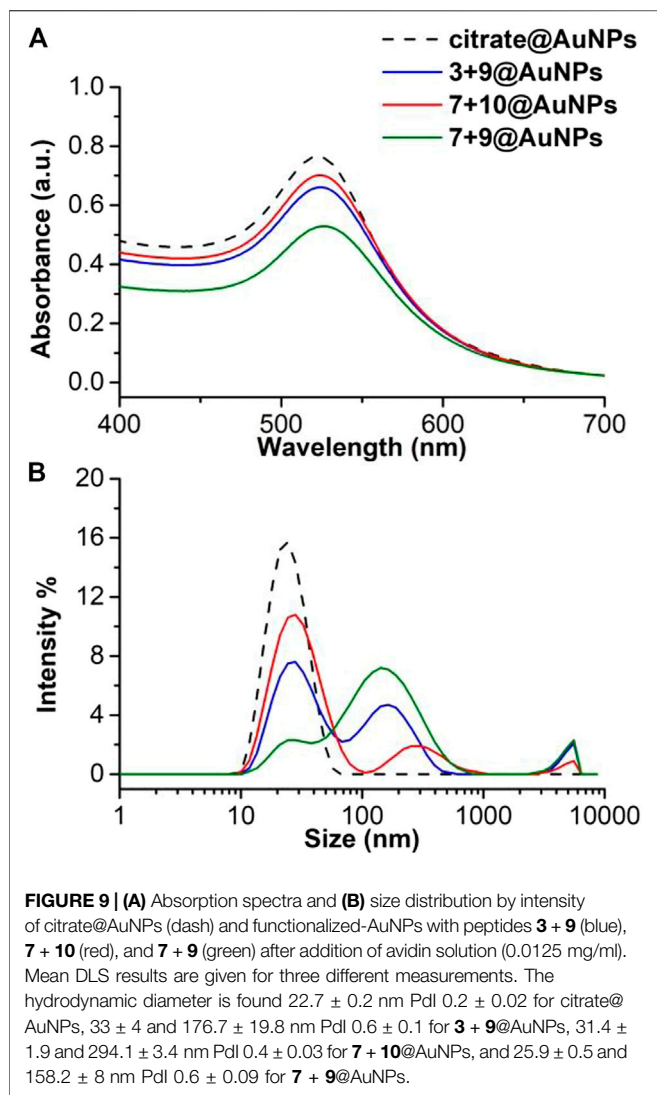 A
citrate@AuNPs
3+9@AuNPs
7+10@AuNPs
7+9@AuNPs
1.0
0.8
0.6
0.4
0.2
0.0
Absorbance (a.u.)
400
500
600
700
Wavelength (nm)
B
20
16
12
8
4
0
Intensity %
1
10
100
1000
10000
Size (nm)
FIGURE 9 | (A) Absorption spectra and (B) size distribution by intensity
of citrate@AuNPs (dash) and functionalized-AuNPs with peptides 3 + 9 (blue),
7 + 10 (red), and 7 + 9 (green) after addition of avidin solution (0.0125 mg/ml).
Mean DLS results are given for three different measurements. The
hydrodynamic diameter is found 22.7 ± 0.2 nm PdI 0.2 ± 0.02 for citrate@
AuNPs, 33 ± 4 and 176.7 ± 19.8 nm PdI 0.6 ± 0.1 for 3 + 9@AuNPs, 31.4 ±
1.9 and 294.1 ± 3.4 nm PdI 0.4 ± 0.03 for 7 + 10@AuNPs, and 25.9 ± 0.5 and
158.2 ± 8 nm PdI 0.6 ± 0.09 for 7 + 9@AuNPs.